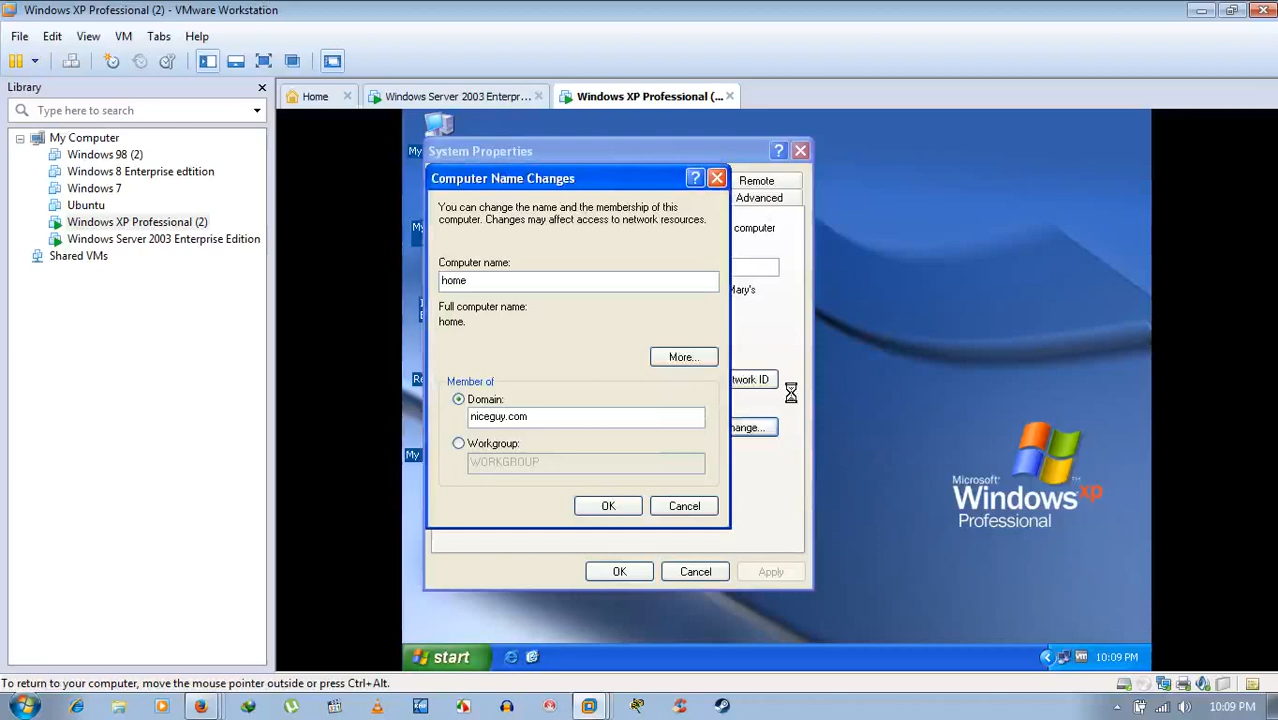 Windows XP Professional (2) - VMware Workstation
File Edit View VM Tabs Help
Library
Type here to search
My Computer
Windows 98 (2)
Windows 8 Enterprise edtition
Windows 7
Ubuntu
Windows XP Professional (2)
Windows Server 2003 Enterprise Edition
Shared VMs
Home
Windows Server 2003 Enterpr...
Windows XP Professional (...
My
System Properties
Remote
Advanced
computer
Mary's
Computer Name Changes
You can change the name and the membership of this
computer. Changes may affect access to network resources.
Computer name:
home
Full computer name:
home.
More...
Member of
Domain:
niceguy.com
Workgroup:
WORKGROUP
OK Cancel
twork ID
hange...
My
OK Cancel Apply
Microsoft
Windows xp
Professional
start
10:09 PM
To return to your computer, move the mouse pointer outside or press Ctrl+Alt.
10:09 PM